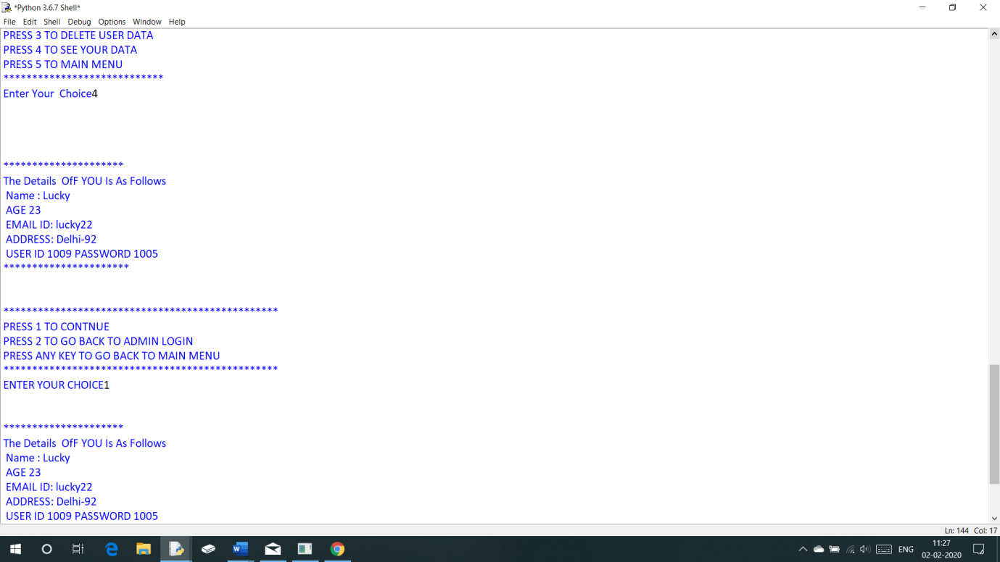 *Python 3.6.7 Shell*
File Edit Shell Debug Options Window Help
PRESS 3 TO DELETE USER DATA
PRESS 4 TO SEE YOUR DATA
PRESS 5 TO MAIN MENU
****************************
Enter Your  Choice4
*********************
The Details  OfF YOU Is As Follows
Name : Lucky
AGE 23
EMAIL ID: lucky22
ADDRESS: Delhi-92
USER ID 1009 PASSWORD 1005
**********************
************************************************
PRESS 1 TO CONTNUE
PRESS 2 TO GO BACK TO ADMIN LOGIN
PRESS ANY KEY TO GO BACK TO MAIN MENU
************************************************
ENTER YOUR CHOICE1
*********************
The Details  OfF YOU Is As Follows
Name : Lucky
AGE 23
EMAIL ID: lucky22
ADDRESS: Delhi-92
USER ID 1009 PASSWORD 1005
Ln: 144 Col: 17
ENG
11:27
02-02-2020